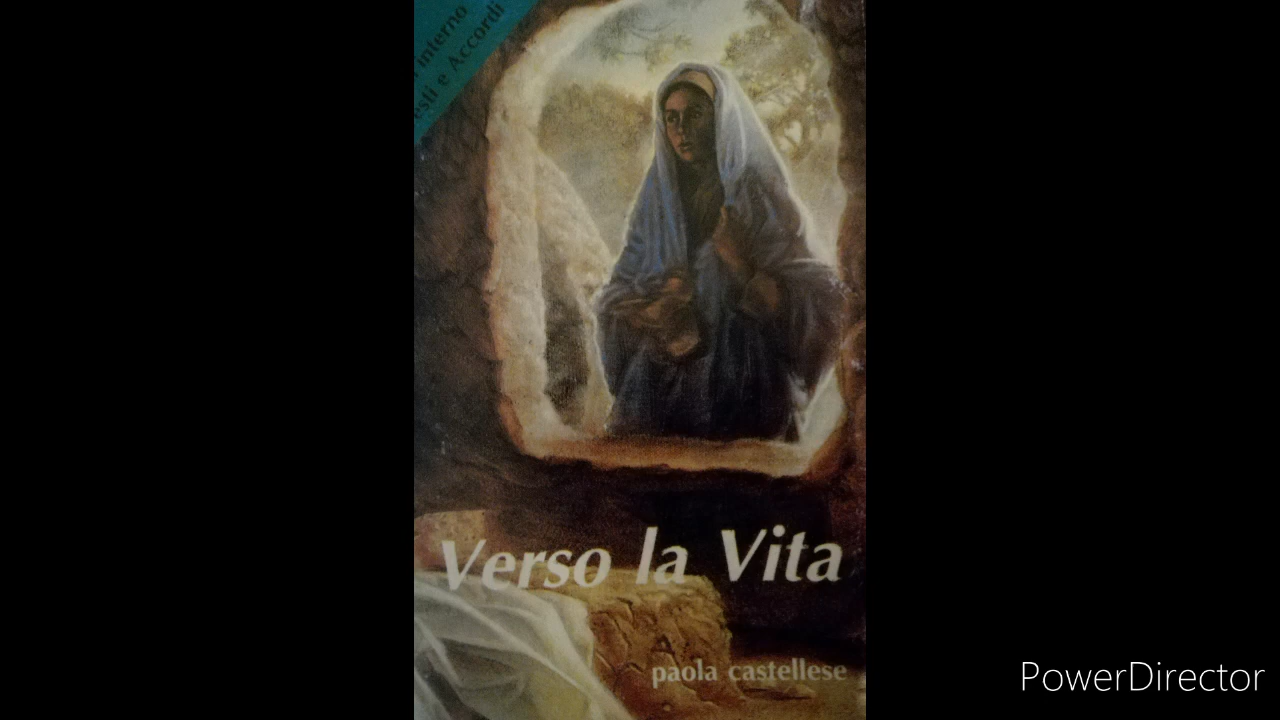 interno
e Accordi
Verso la Vita
paola castellese
PowerDirector